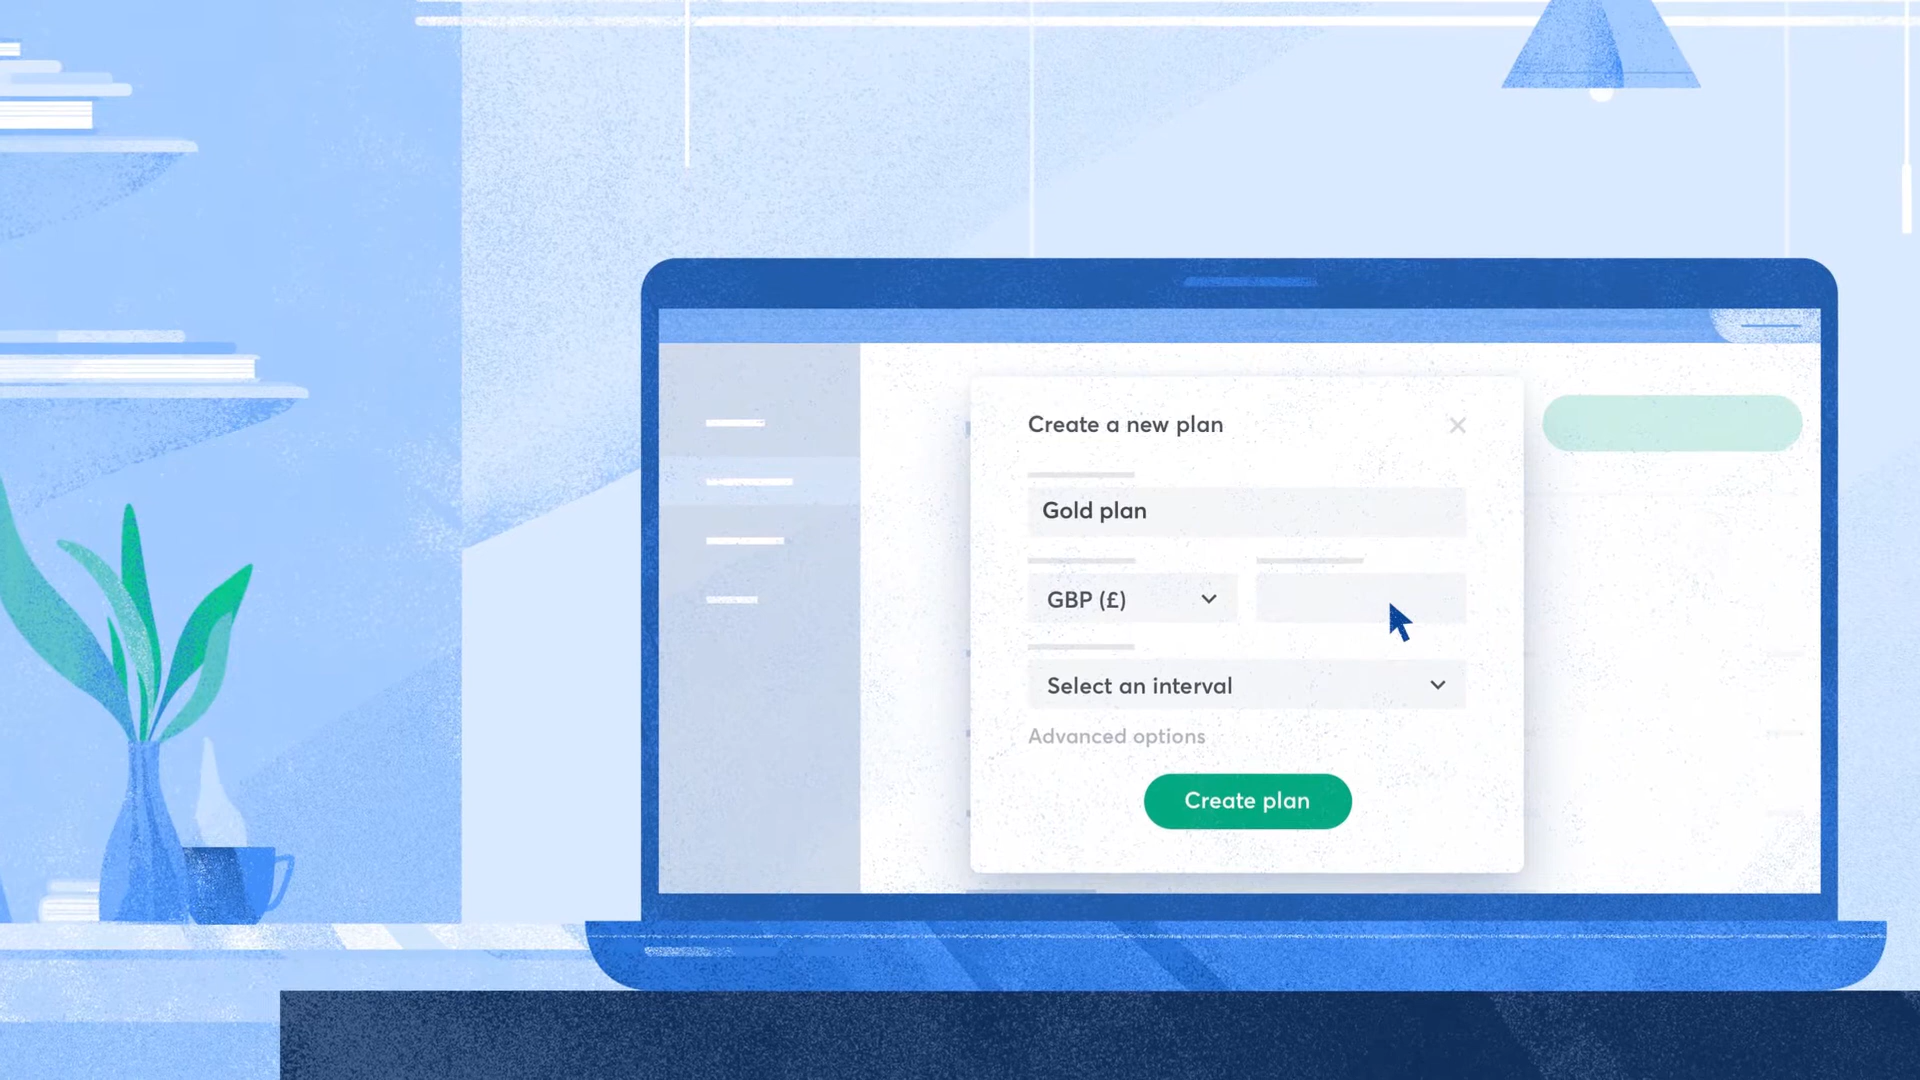 Create a new plan
Gold plan
GBP (£)
Select an interval
Advanced options
Create plan